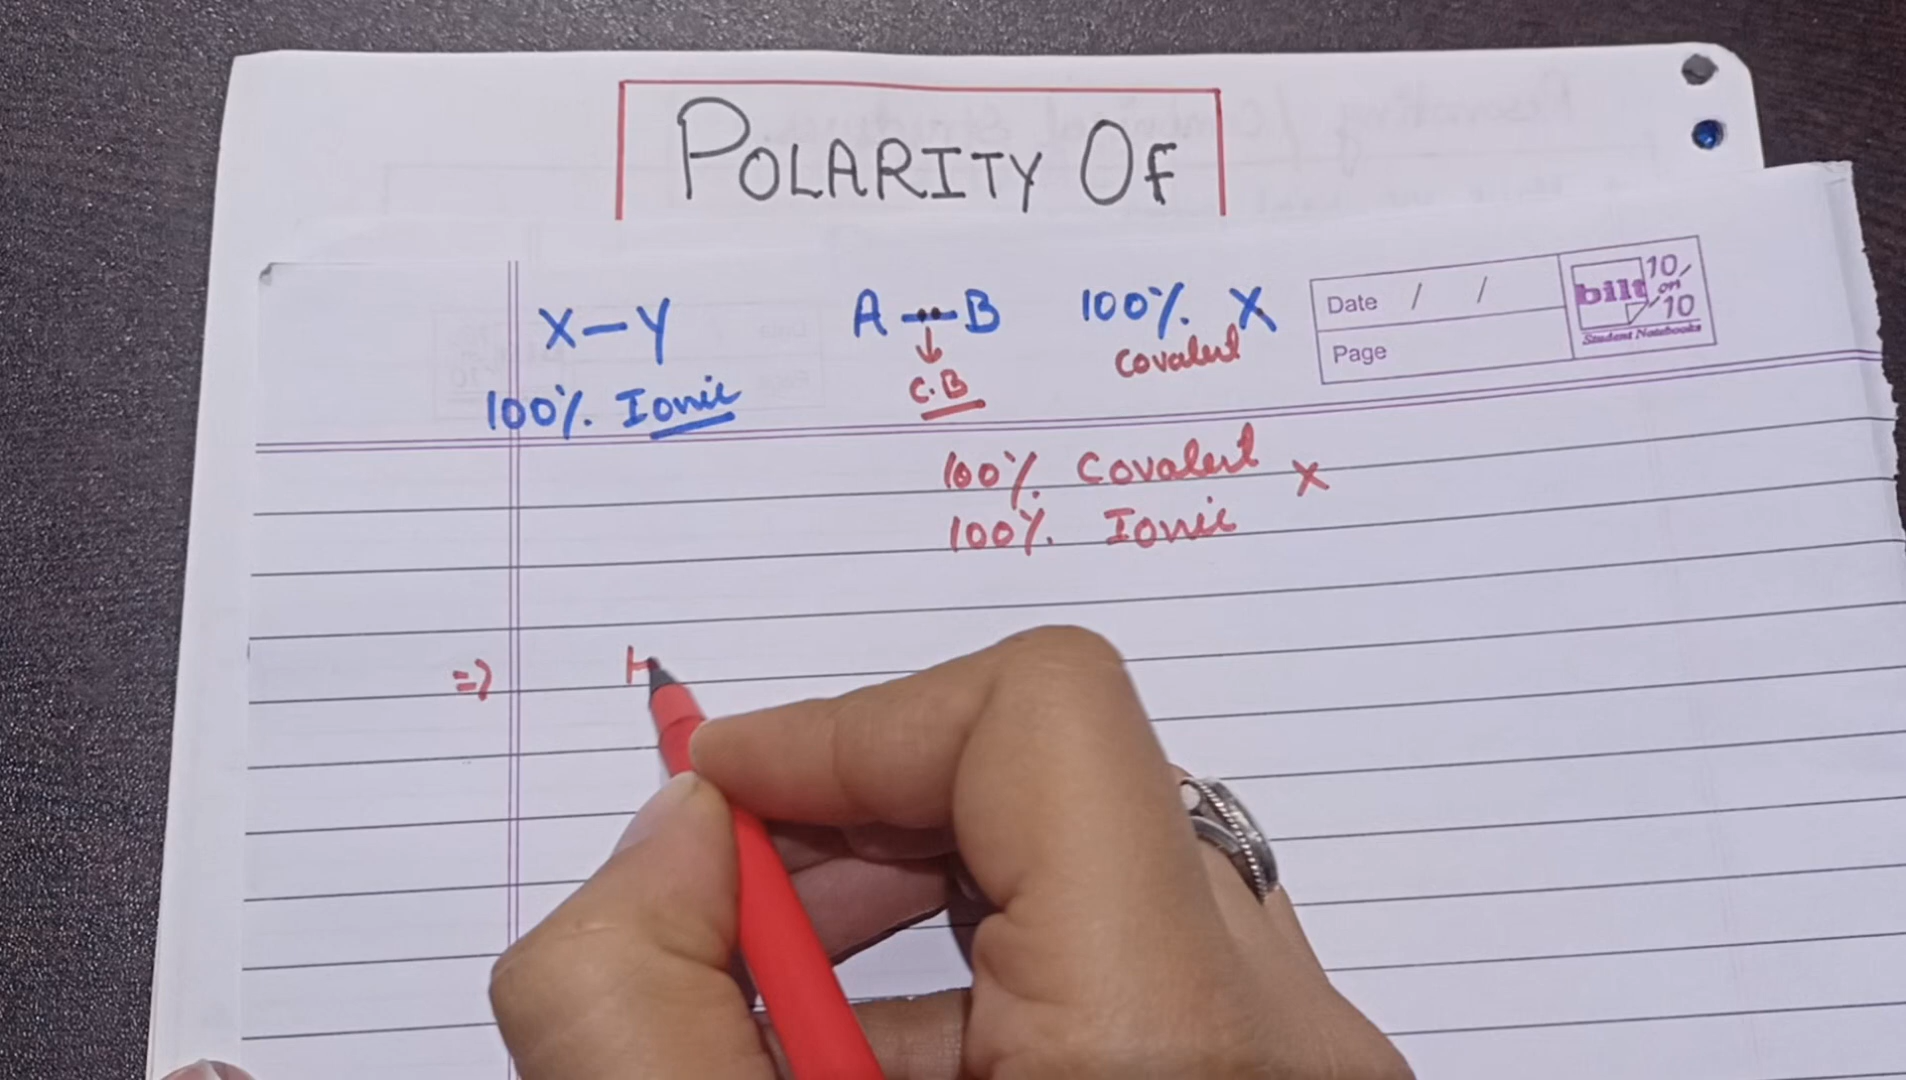 POLARITY OF
X—Y
100% Ionic
A—B
C.B
100% X
Covalent
Date / /
Page
bilt 10 on 10
Student Notebooks
100% Covalent X
100% Ionic
=> H